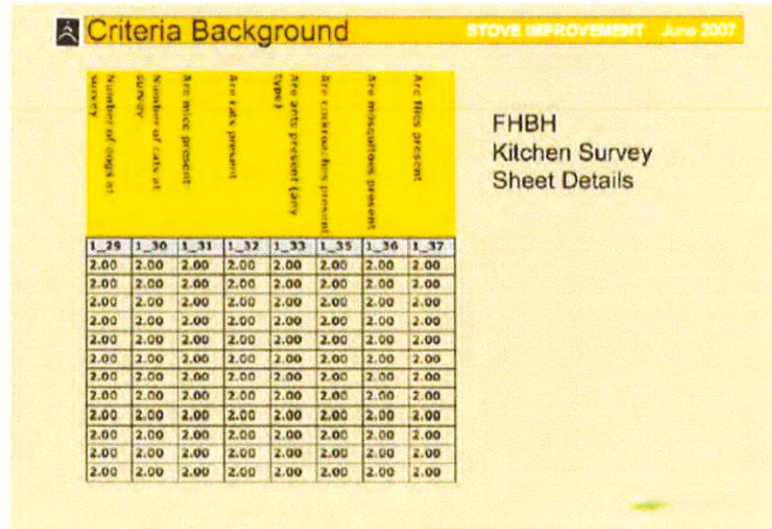 Criteria Background
STOVE IMPROVEMENT June 2007
Number of dogs at
survey
Number of cats at
survey
Are mice present
Are rats present
Are ants present (any
type)
Are cockroaches present
Are mosquitoes present
Are flies present
FHBH
Kitchen Survey
Sheet Details
1_29 1_30 1_31 1_32 1_33 1_35 1_36 1_37
2.00 2.00 2.00 2.00 2.00 2.00 2.00 2.00
2.00 2.00 2.00 2.00 2.00 2.00 2.00 2.00
2.00 2.00 2.00 2.00 2.00 2.00 2.00 2.00
2.00 2.00 2.00 2.00 2.00 2.00 2.00 2.00
2.00 2.00 2.00 2.00 2.00 2.00 2.00 2.00
2.00 2.00 2.00 2.00 2.00 2.00 2.00 2.00
2.00 2.00 2.00 2.00 2.00 2.00 2.00 2.00
2.00 2.00 2.00 2.00 2.00 2.00 2.00 2.00
2.00 2.00 2.00 2.00 2.00 2.00 2.00 2.00
2.00 2.00 2.00 2.00 2.00 2.00 2.00 2.00
2.00 2.00 2.00 2.00 2.00 2.00 2.00 2.00
2.00 2.00 2.00 2.00 2.00 2.00 2.00 2.00